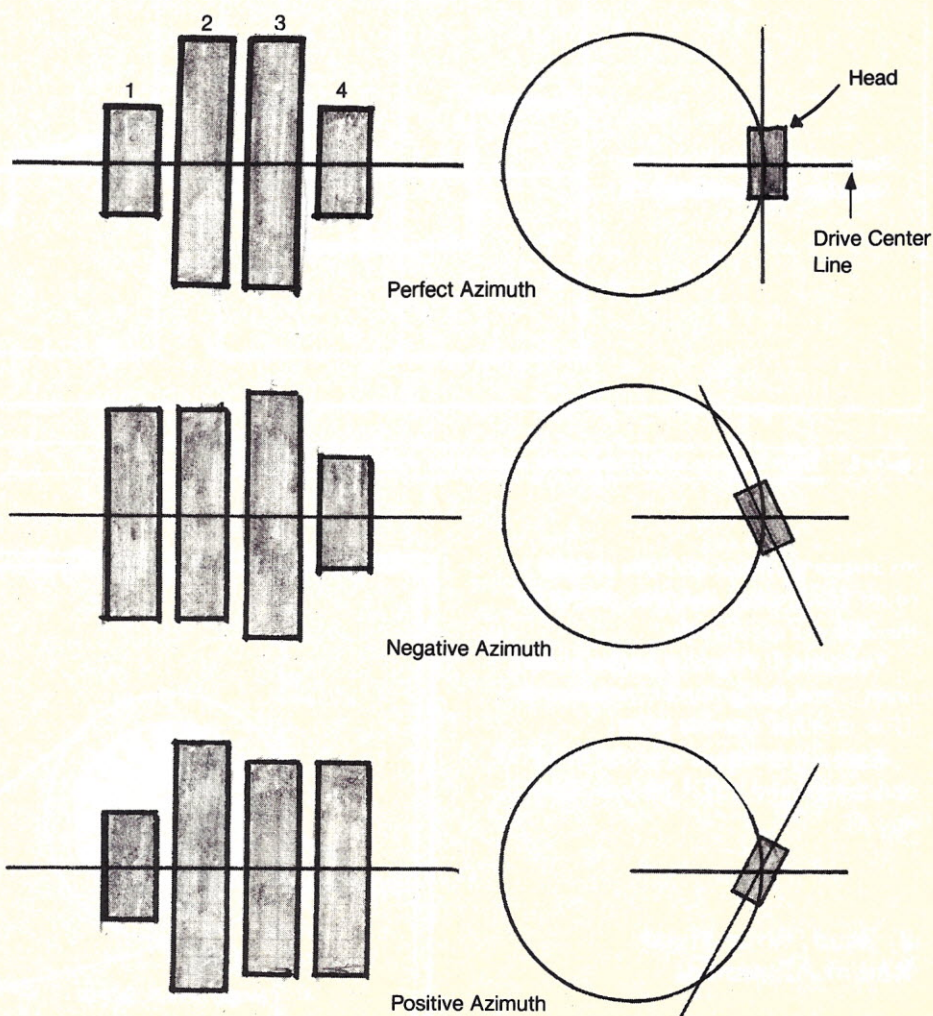 1
2
3
4
Head
Drive Center
Line
Perfect Azimuth
Negative Azimuth
Positive Azimuth